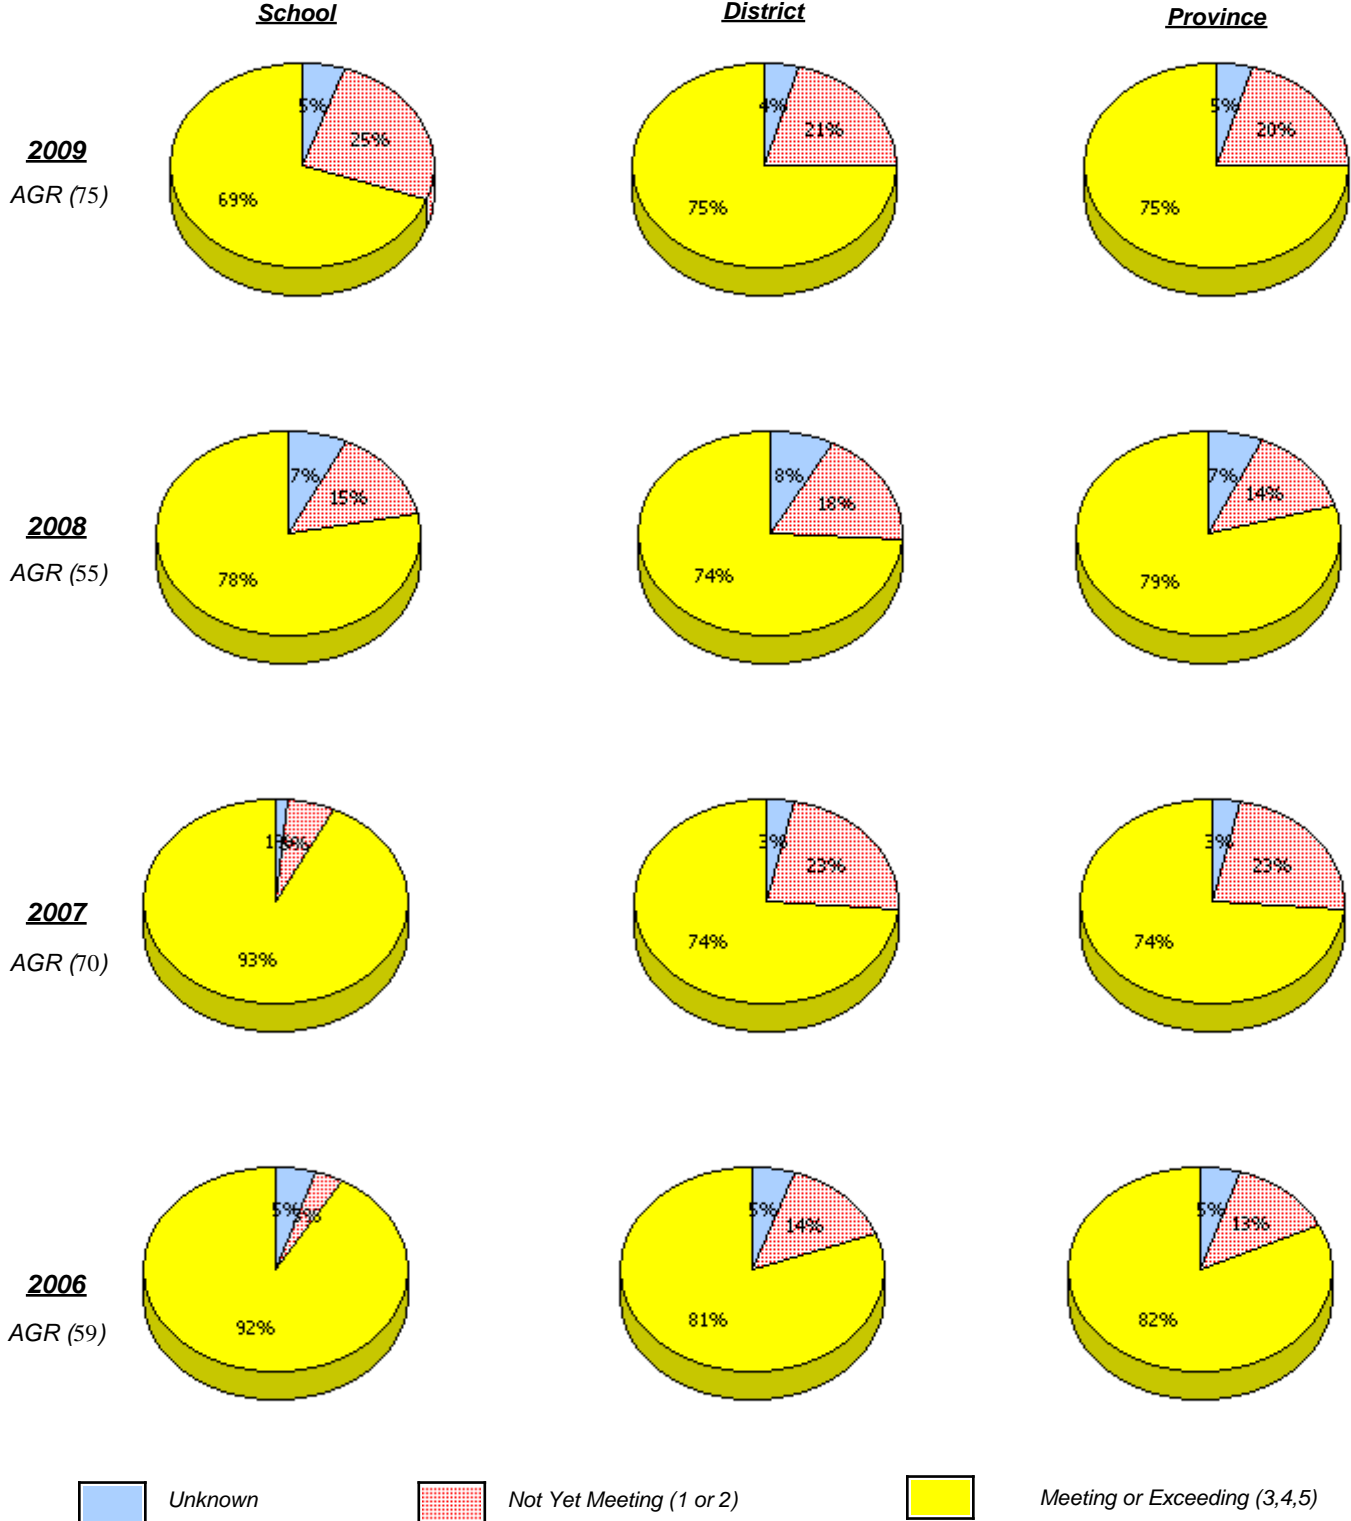 School District Province
5% 25% 69%
4% 21% 75%
5% 20% 75%
2009
AGR (75)
7% 15% 78%
8% 18% 74%
7% 14% 79%
2008
AGR (55)
1% 93%
3% 23% 74%
3% 23% 74%
2007
AGR (70)
5% 3% 92%
5% 14% 81%
5% 13% 82%
2006
AGR (59)
Unknown Not Yet Meeting (1 or 2) Meeting or Exceeding (3,4,5)